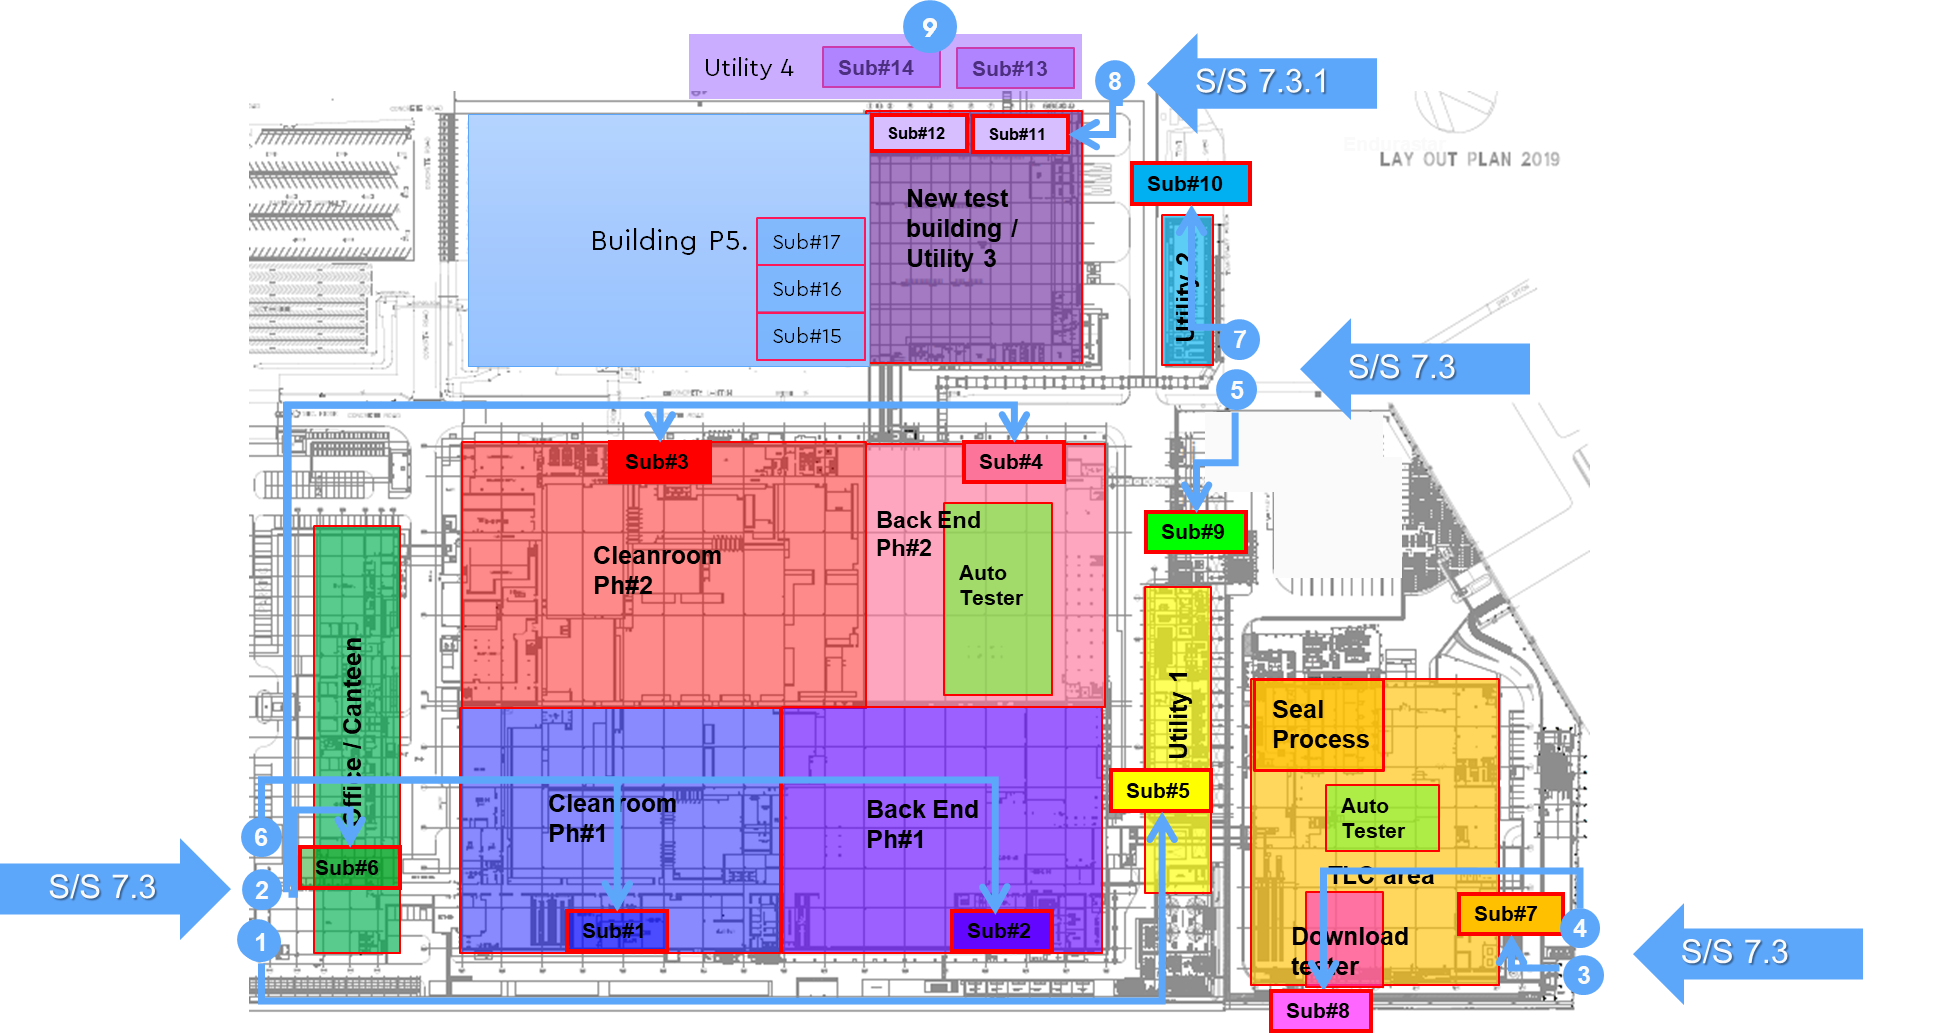 9
Utility 4
Sub#14
Sub#13
8
S/S 7.3.1
Sub#12
Sub#11
LAY OUT PLAN 2019
Sub#10
New test
building /
Utility 3
Building P5.
Sub#17
Sub#16
Sub#15
Utility 2
7
S/S 7.3
5
Sub#3
Sub#4
Back End
Ph#2
Sub#9
Cleanroom
Ph#2
Auto
Tester
Office / Canteen
Utility 1
Seal
Process
Sub#5
Auto
Tester
Cleanroom
Ph#1
Back End
Ph#1
6
Sub#6
S/S 7.3
2
TLC area
Sub#7
4
1
Sub#1
Sub#2
Download
tester
S/S 7.3
3
Sub#8